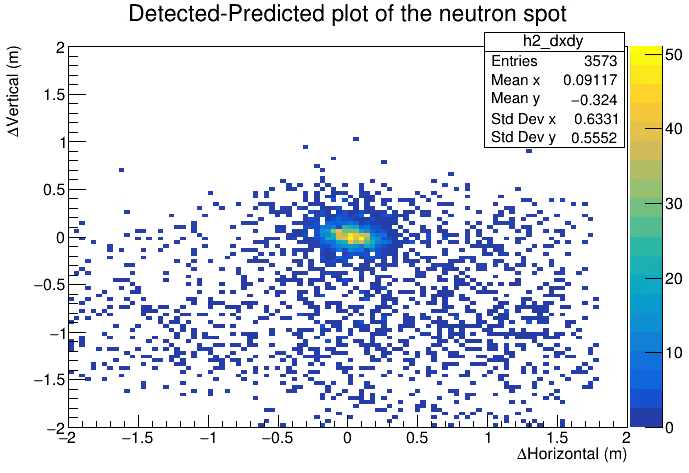 Detected-Predicted plot of the neutron spot
h2_dxdy
Entries 3573
Mean x 0.09117
Mean y −0.324
Std Dev x 0.6331
Std Dev y 0.5552
ΔVertical (m)
2
1.5
1
0.5
0
−0.5
−1
−1.5
−2
−2 −1.5 −1 −0.5 0 0.5 1 1.5 2
ΔHorizontal (m)
50
40
30
20
10
0